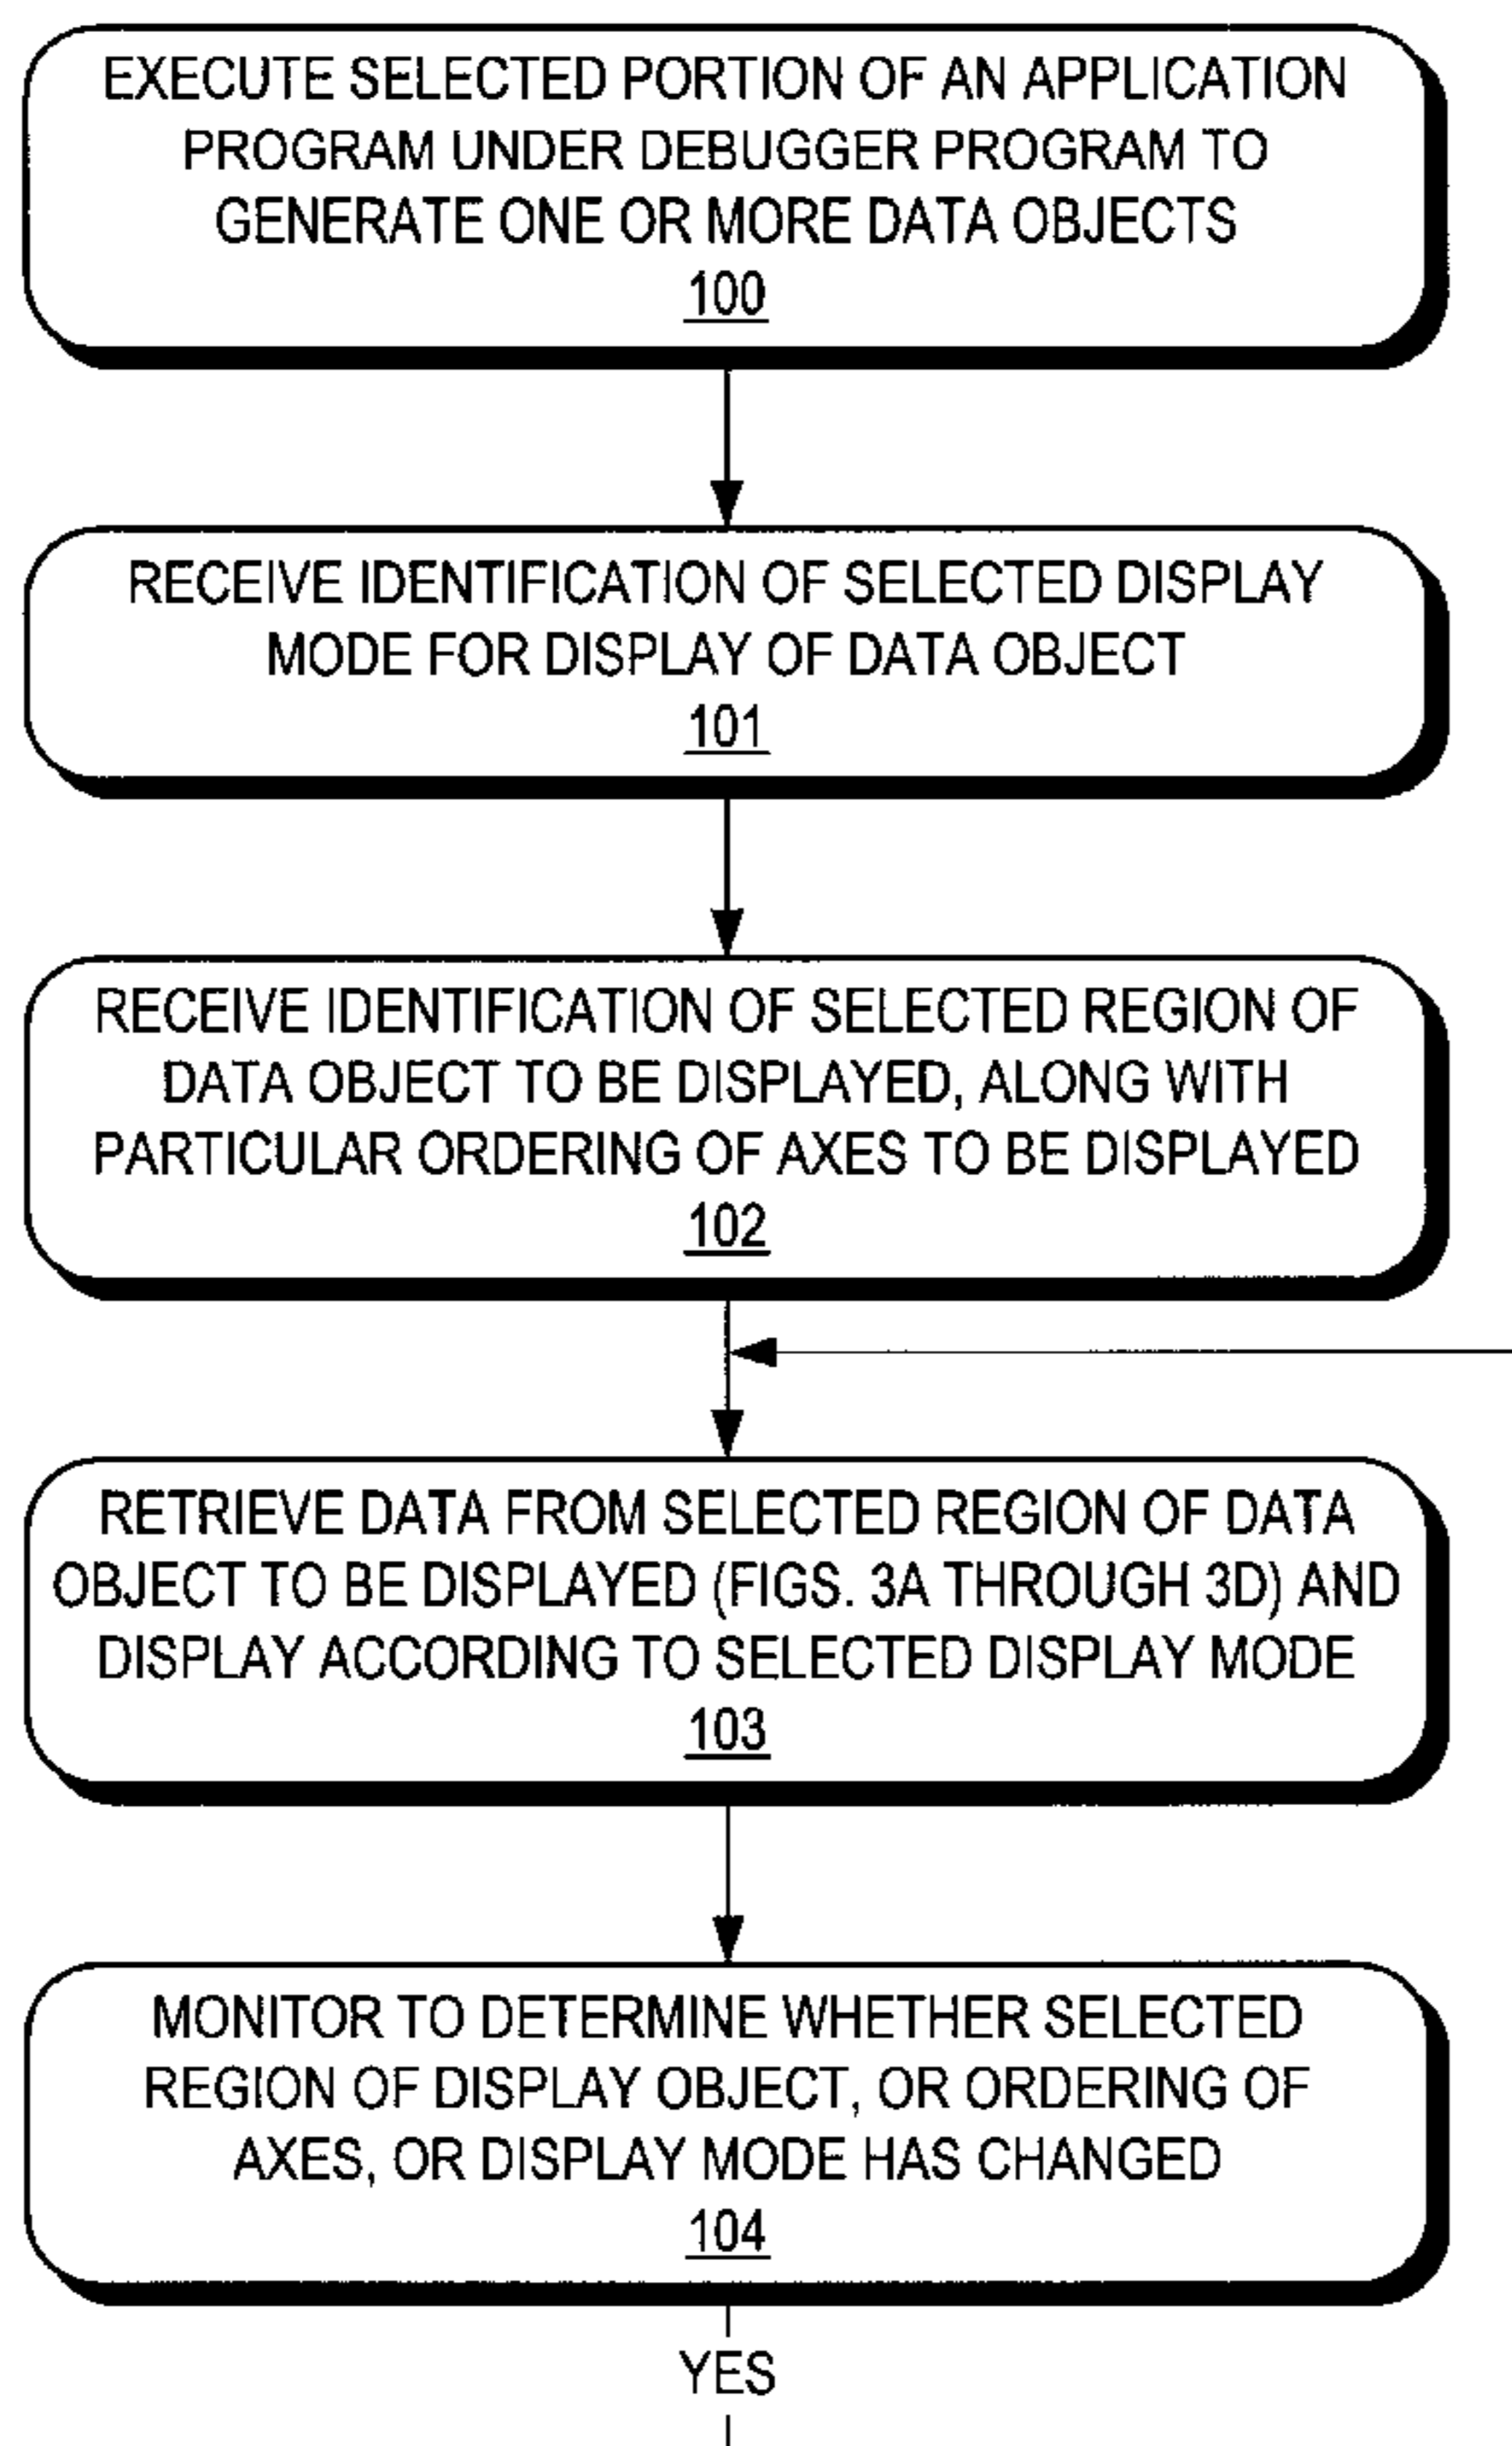 EXECUTE SELECTED PORTION OF AN APPLICATION
PROGRAM UNDER DEBUGGER PROGRAM TO
GENERATE ONE OR MORE DATA OBJECTS
100
RECEIVE IDENTIFICATION OF SELECTED DISPLAY
MODE FOR DISPLAY OF DATA OBJECT
101
RECEIVE IDENTIFICATION OF SELECTED REGION OF
DATA OBJECT TO BE DISPLAYED, ALONG WITH
PARTICULAR ORDERING OF AXES TO BE DISPLAYED
102
RETRIEVE DATA FROM SELECTED REGION OF DATA
OBJECT TO BE DISPLAYED (FIGS. 3A THROUGH 3D) AND
DISPLAY ACCORDING TO SELECTED DISPLAY MODE
103
MONITOR TO DETERMINE WHETHER SELECTED
REGION OF DISPLAY OBJECT, OR ORDERING OF
AXES, OR DISPLAY MODE HAS CHANGED
104
YES